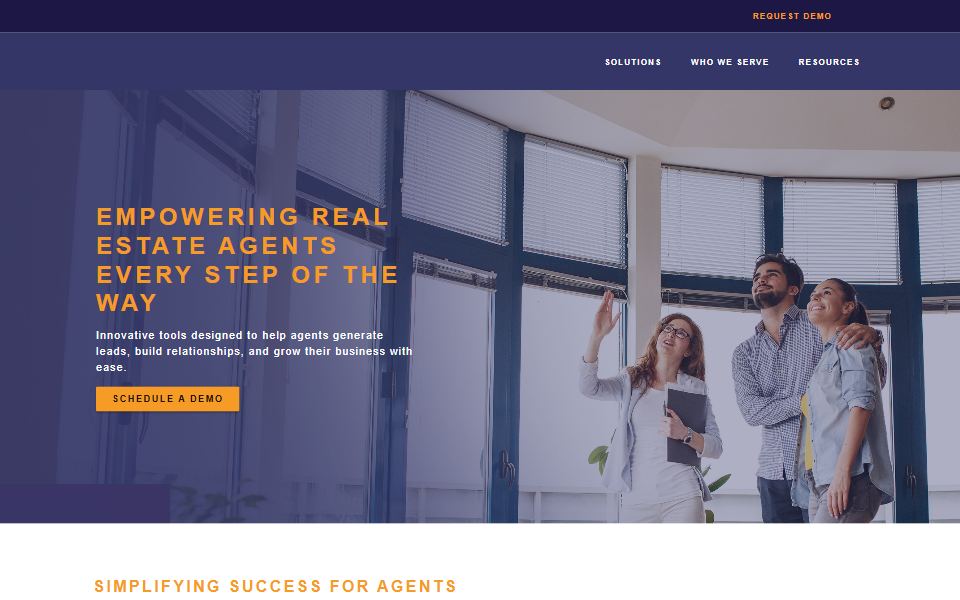 REQUEST DEMO
SOLUTIONS WHO WE SERVE RESOURCES
EMPOWERING REAL
ESTATE AGENTS
EVERY STEP OF THE
WAY
Innovative tools designed to help agents generate
leads, build relationships, and grow their business with
ease.
SCHEDULE A DEMO
SIMPLIFYING SUCCESS FOR AGENTS